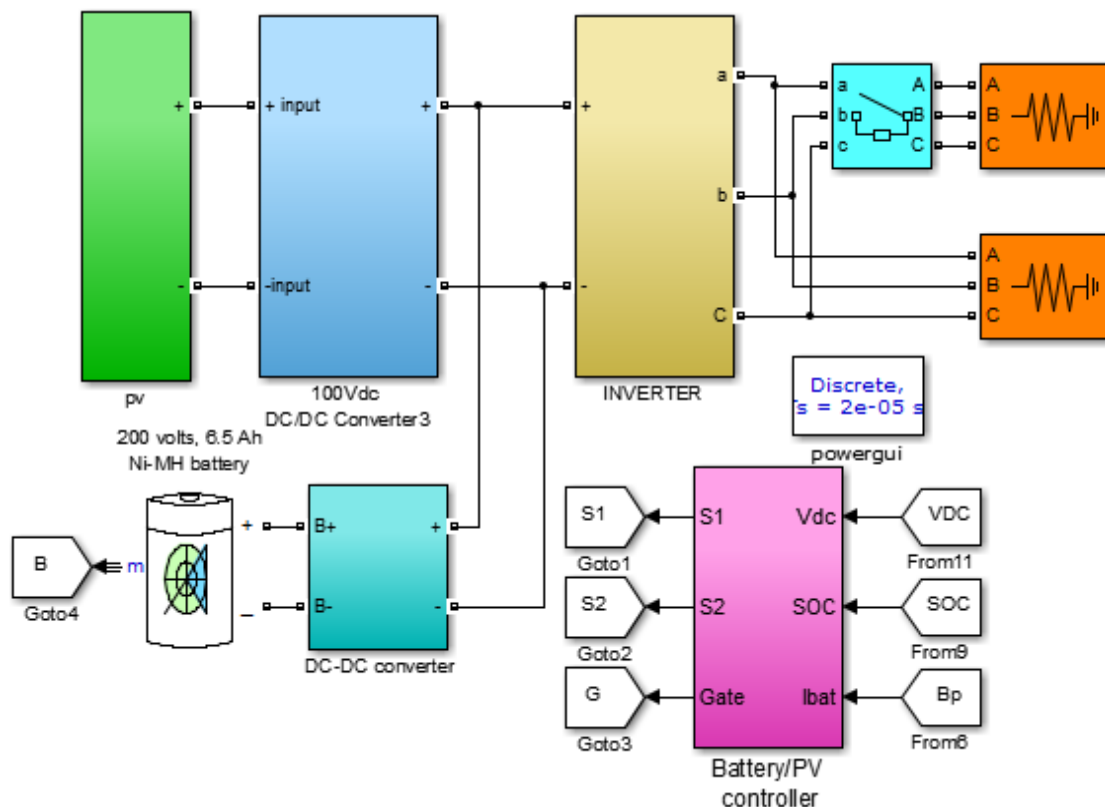 +
-
pv
+ input
-input
+
-
100Vdc
DC/DC Converter3
+
-
a
b
C
INVERTER
a
b
c
A
B
C
A
B
C
A
B
C
Discrete,
s = 2e-05 s
powergui
200 volts, 6.5 Ah
Ni-MH battery
B
Goto4
m
+
_
B+
B-
+
-
DC-DC converter
S1
Goto1
S2
Goto2
G
Goto3
S1
S2
Gate
Vdc
SOC
Ibat
Battery/PV
controller
VDC
From11
SOC
From9
Bp
From6